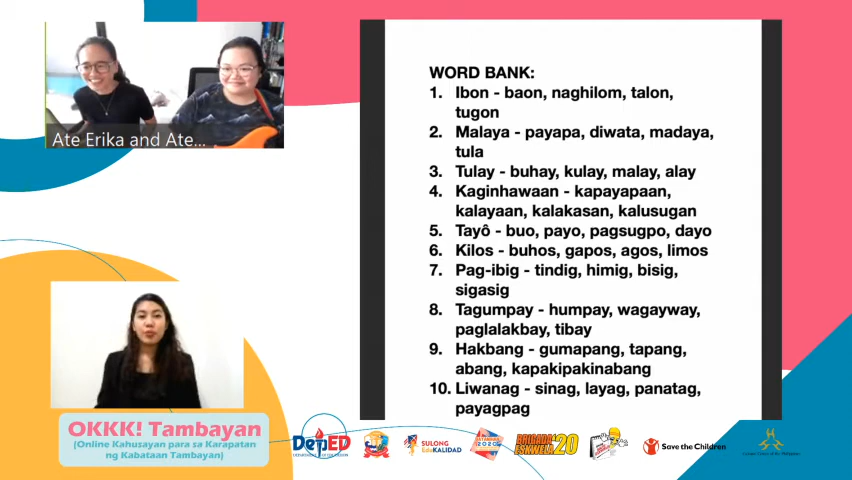 Ate Erika and Ate...
WORD BANK:
1. Ibon - baon, naghilom, talon,
tugon
2. Malaya - payapa, diwata, madaya,
tula
3. Tulay - buhay, kulay, malay, alay
4. Kaginhawaan - kapayapaan,
kalayaan, kalakasan, kalusugan
5. Tayô - buo, payo, pagsugpo, dayo
6. Kilos - buhos, gapos, agos, limos
7. Pag-ibig - tindig, himig, bisig,
sigasig
8. Tagumpay - humpay, wagayway,
paglalakbay, tibay
9. Hakbang - gumapang, tapang,
abang, kapakipakinabang
10. Liwanag - sinag, layag, panatag,
payagpag
OKKK! Tambayan
(Online Kahusayan para sa Karapatan
ng Kabataan Tambayan)
DepED
SULONG
EduKALIDAD
BRIGADA
ESKWELA '20
Save the Children